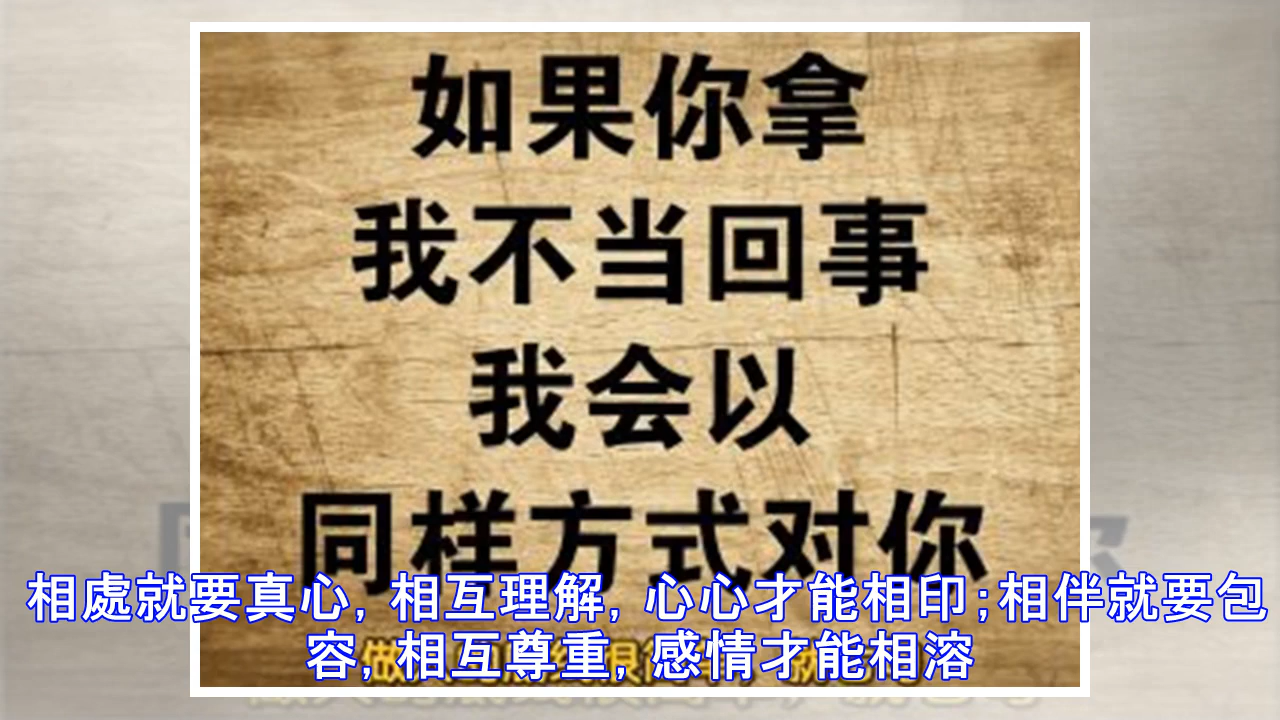 如果你拿
我不当回事
我会以
同样方式对你
相處就要真心, 相互理解, 心心才能相印;相伴就要包
容, 相互尊重, 感情才能相溶